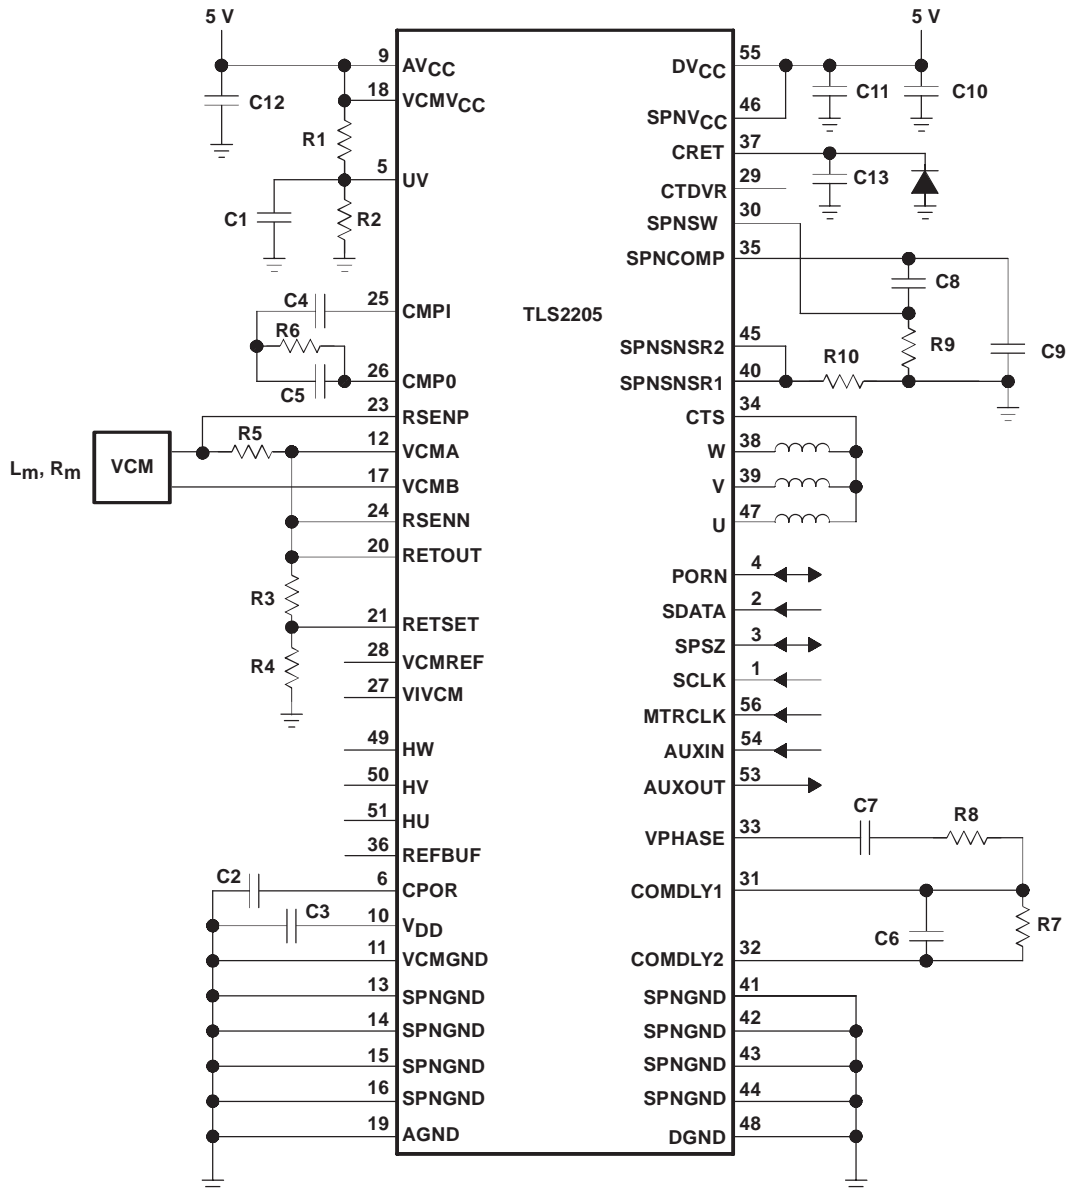 5 V
5 V
9 AVCC
DVCC 55
C12
18 VCMVCC
C11
C10
SPNVCC 46
R1
CRET 37
5 UV
C13
CTDVR 29
C1
R2
SPNSW 30
SPNCOMP 35
C8
C4 25 CMPI
TLS2205
R6
SPNSNSR2 45
R9
C9
R10
C5 26 CMP0
SPNSNSR1 40
23 RSENP
CTS 34
R5 12 VCMA
W 38
Lm, Rm VCM
17 VCMB
V 39
24 RSENN
U 47
20 RETOUT
PORN 4
R3
SDATA 2
21 RETSET
SPSZ 3
R4
28 VCMREF
SCLK 1
27 VIVCM
MTRCLK 56
49 HW
AUXIN 54
50 HV
AUXOUT 53
51 HU
C7
R8
VPHASE 33
36 REFBUF
C2 6 CPOR
COMDLY1 31
C3 10 VDD
C6
R7
11 VCMGND
COMDLY2 32
13 SPNGND
SPNGND 41
14 SPNGND
SPNGND 42
15 SPNGND
SPNGND 43
16 SPNGND
SPNGND 44
19 AGND
DGND 48